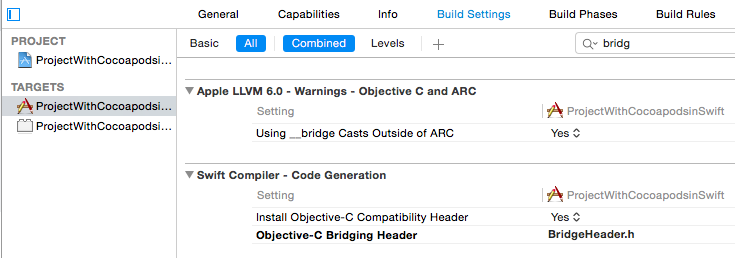 General Capabilities Info Build Settings Build Phases Build Rules
PROJECT
ProjectWithCocoapodsi...
TARGETS
ProjectWithCocoapodsi...
ProjectWithCocoapodsi...
Basic All Combined Levels + bridg
Apple LLVM 6.0 - Warnings - Objective C and ARC
Setting ProjectWithCocoapodsinSwift
Using __bridge Casts Outside of ARC Yes
Swift Compiler - Code Generation
Setting ProjectWithCocoapodsinSwift
Install Objective-C Compatibility Header Yes
Objective-C Bridging Header BridgeHeader.h